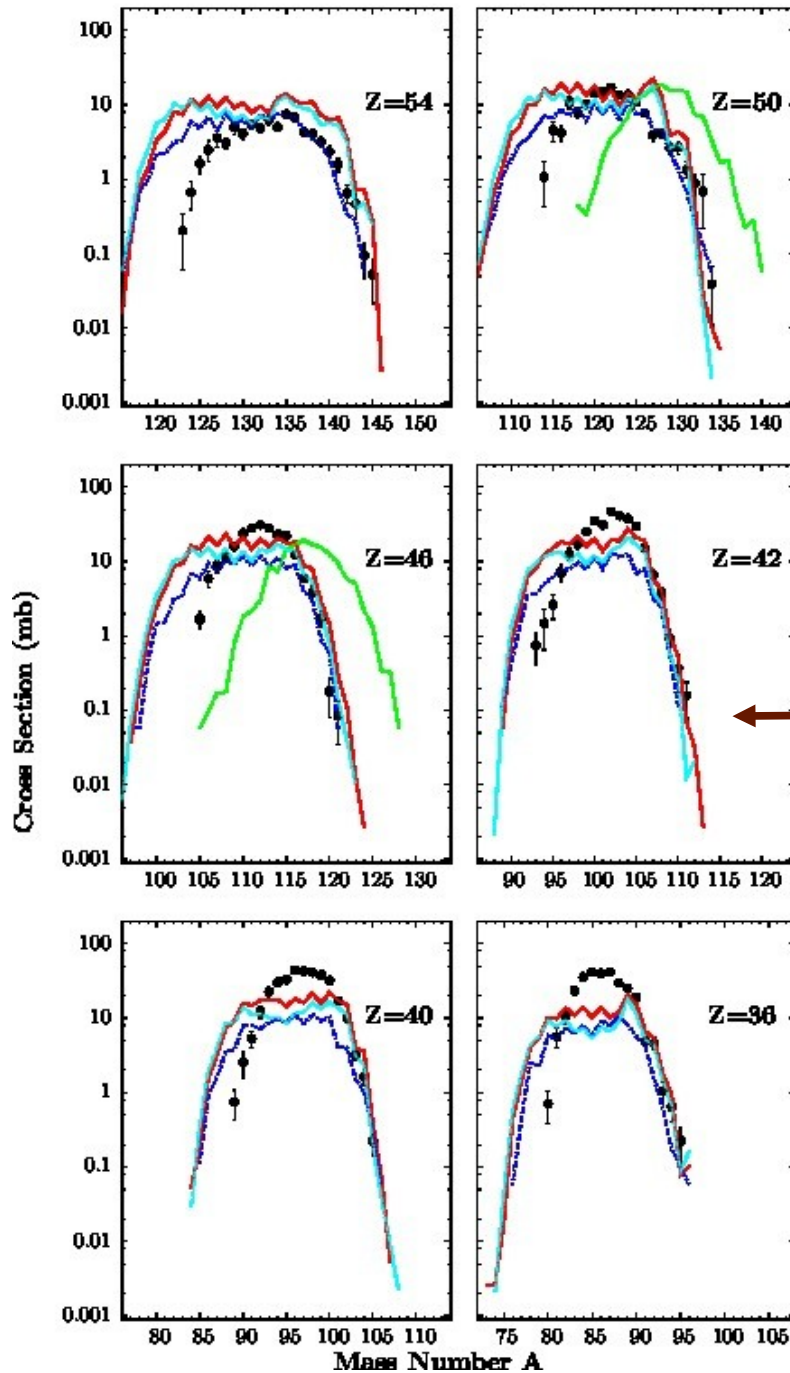 100
10
1
0.1
0.01
0.001
Z=54
Z=50
120 125 130 135 140 145 150
110 115 120 125 130 135 140
100
10
1
0.1
0.01
0.001
Z=46
Z=42
100 105 110 115 120 125 130
90 95 100 105 110 115 120
100
10
1
0.1
0.01
0.001
Z=40
Z=36
80 85 90 95 100 105 110
75 80 85 90 95 100 105
Cross Section (mb)
Mass Number A